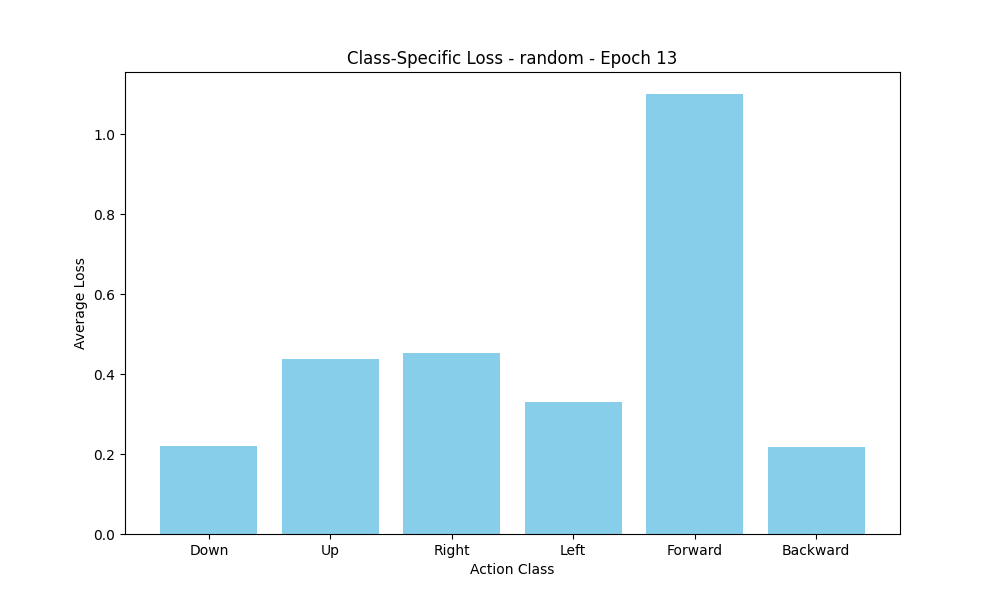 Class-Specific Loss - random - Epoch 13
Average Loss
1.0
0.8
0.6
0.4
0.2
0.0
Down Up Right Left Forward Backward
Action Class